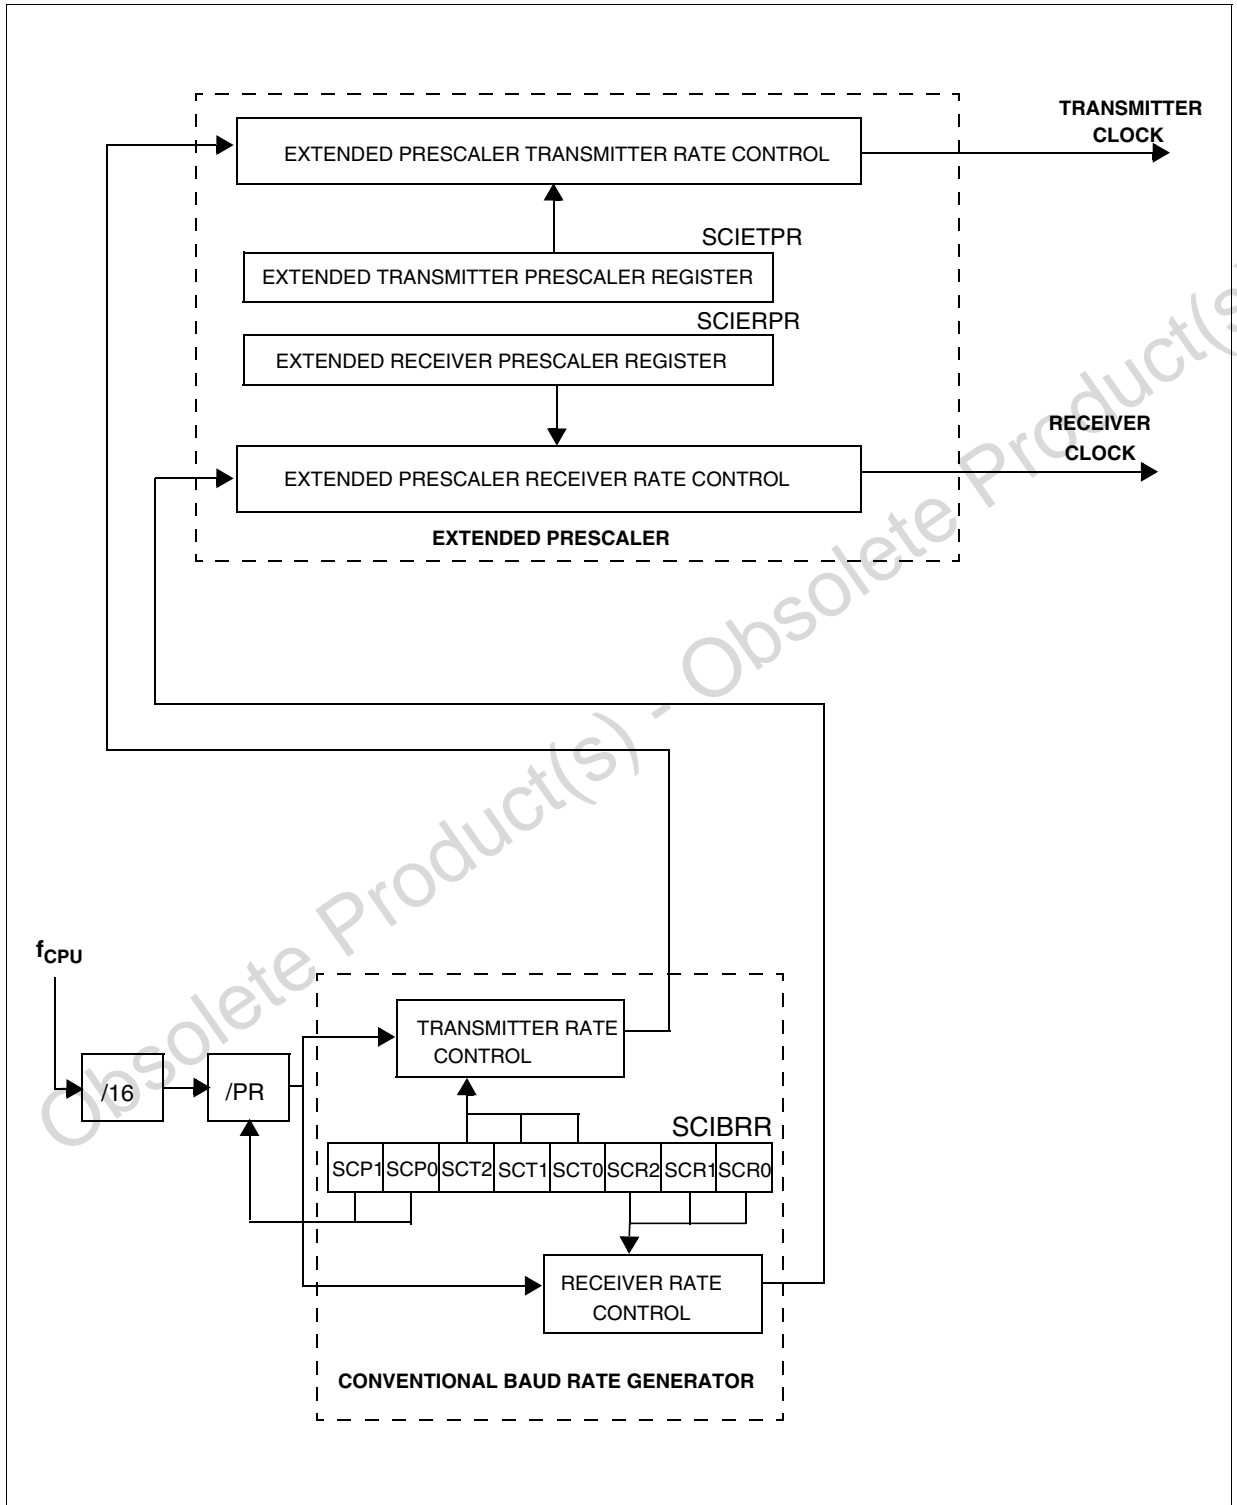 TRANSMITTER
CLOCK
EXTENDED PRESCALER TRANSMITTER RATE CONTROL
SCIETPR
EXTENDED TRANSMITTER PRESCALER REGISTER
SCIERPR
EXTENDED RECEIVER PRESCALER REGISTER
RECEIVER
CLOCK
EXTENDED PRESCALER RECEIVER RATE CONTROL
EXTENDED PRESCALER
fCPU
TRANSMITTER RATE
CONTROL
/16
/PR
SCIBRR
SCP1 SCP0 SCT2 SCT1 SCT0 SCR2 SCR1 SCR0
RECEIVER RATE
CONTROL
CONVENTIONAL BAUD RATE GENERATOR
Obsolete Product(s) - Obsolete Product(s